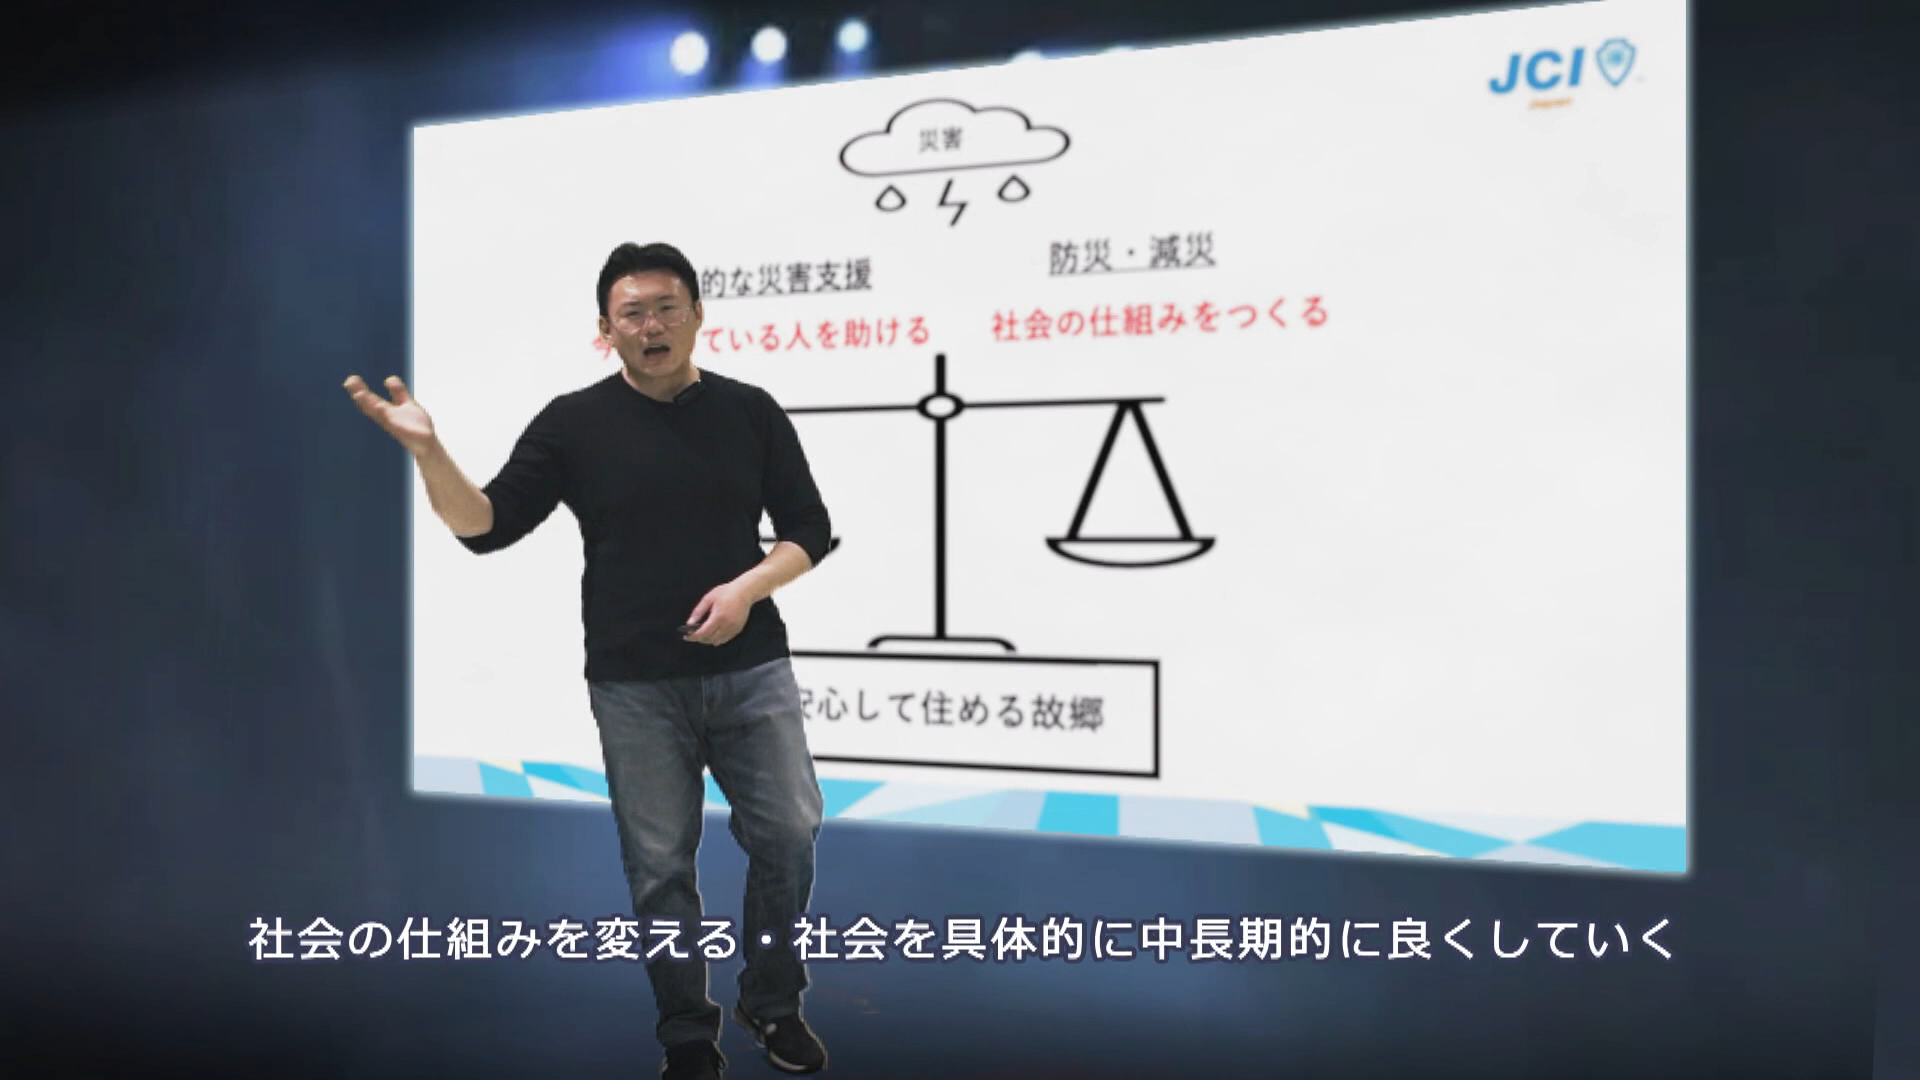 JCI
Japan
災害
的な災害支援
防災・減災
ている人を助ける
社会の仕組みをつくる
安心して住める故郷
社会の仕組みを変える・社会を具体的に中長期的に良くしていく